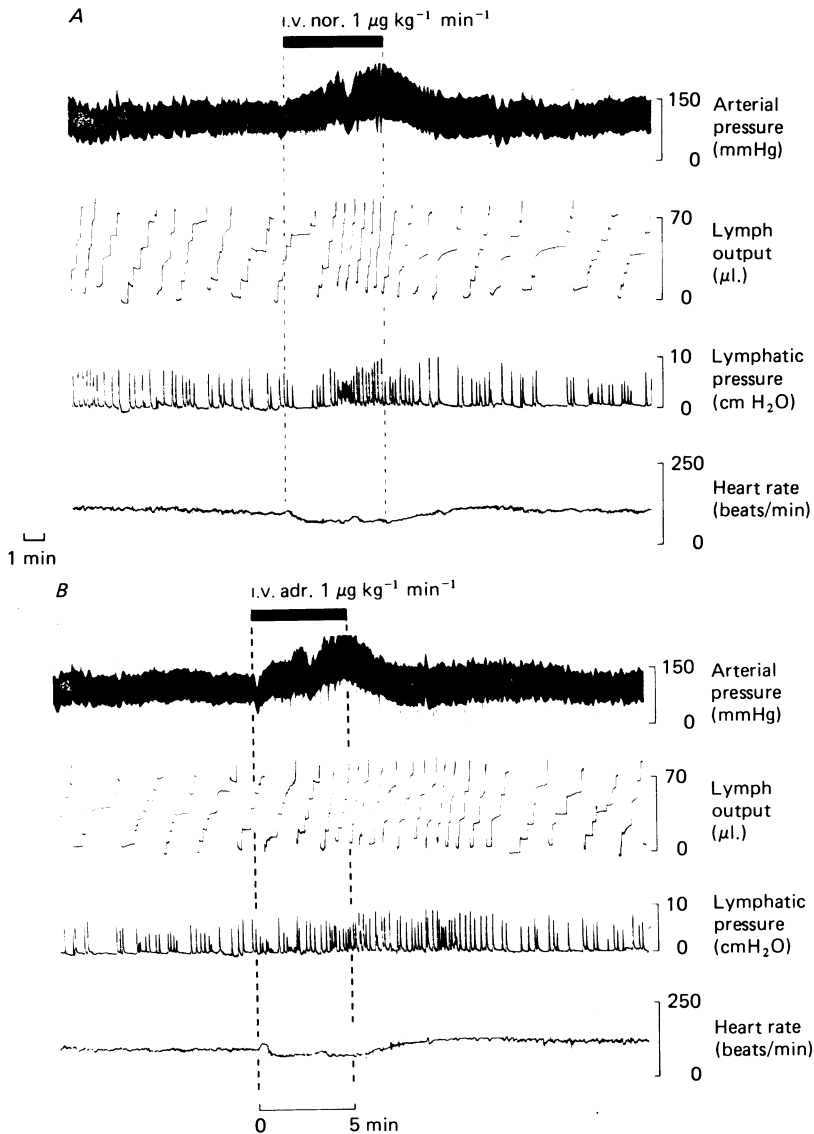 A
I.V. nor. 1 µg kg⁻¹ min⁻¹
150
0
Arterial
pressure
(mmHg)
70
0
Lymph
output
(µl.)
10
0
Lymphatic
pressure
(cm H₂O)
250
0
Heart rate
(beats/min)
1 min
B
I.V. adr. 1 µg kg⁻¹ min⁻¹
150
0
Arterial
pressure
(mmHg)
70
0
Lymph
output
(µl.)
10
0
Lymphatic
pressure
(cmH₂O)
250
0
Heart rate
(beats/min)
0 5 min